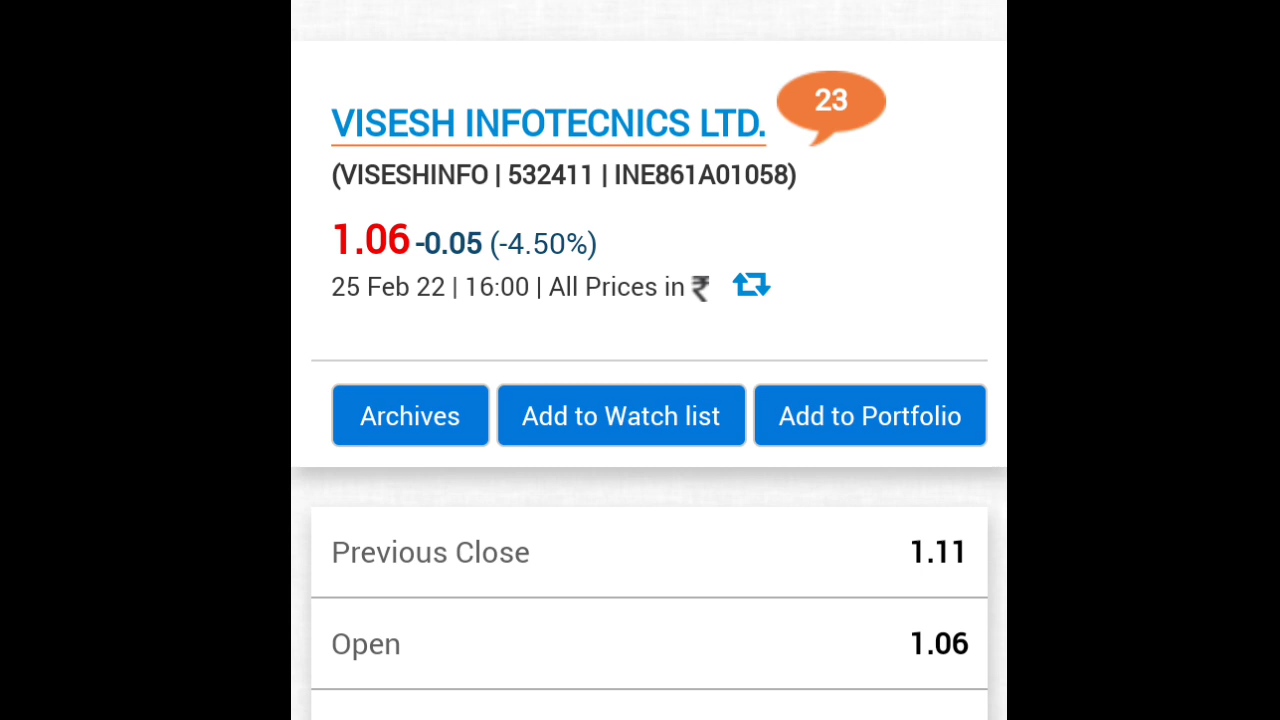 VISESH INFOTECNICS LTD. 23
(VISESHINFO | 532411 | INE861A01058)
1.06 -0.05 (-4.50%)
25 Feb 22 | 16:00 | All Prices in ₹
Archives Add to Watch list Add to Portfolio
Previous Close 1.11
Open 1.06